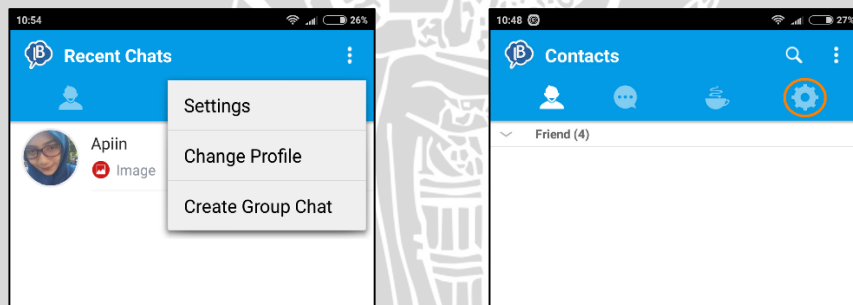 10:54
26%
B Recent Chats
Settings
Apiin
Change Profile
Image
Create Group Chat
10:48
27%
B Contacts
Friend (4)